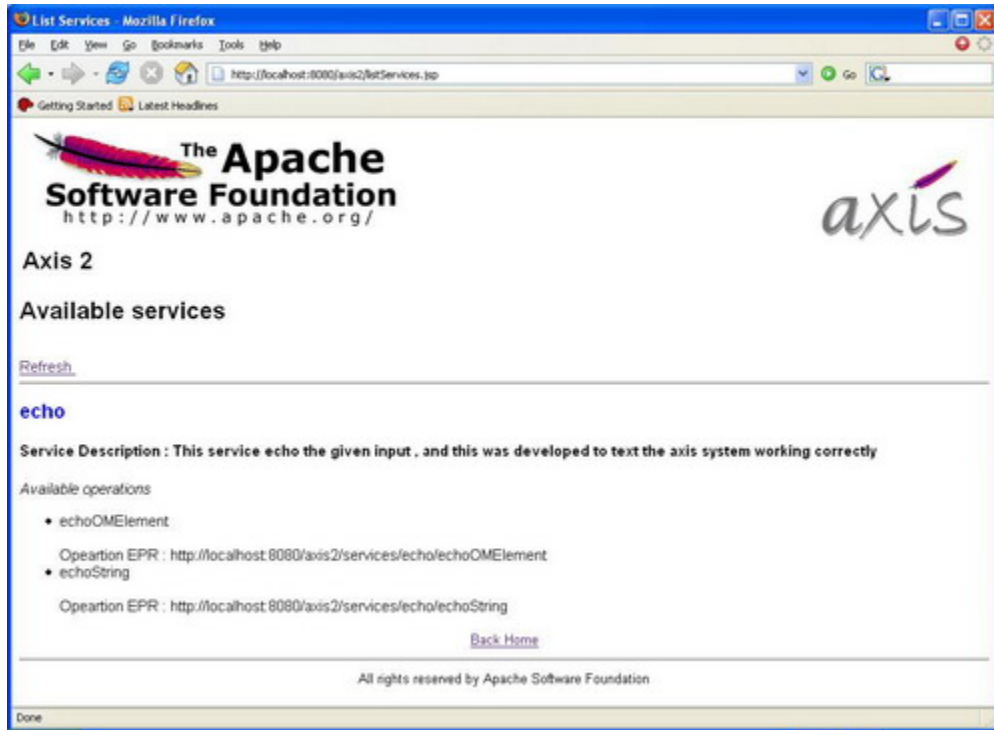 List Services - Mozilla Firefox
File Edit View Go Bookmarks Tools Help
http://localhost:8080/axis2/listServices.jsp
Go
Getting Started Latest Headlines
The Apache
Software Foundation
http://www.apache.org/
axis
Axis 2
Available services
Refresh
echo
Service Description : This service echo the given input , and this was developed to text the axis system working correctly
Available operations
• echoOMElement
Opeartion EPR : http://localhost:8080/axis2/services/echo/echoOMElement
• echoString
Opeartion EPR : http://localhost:8080/axis2/services/echo/echoString
Back Home
All rights reserved by Apache Software Foundation
Done